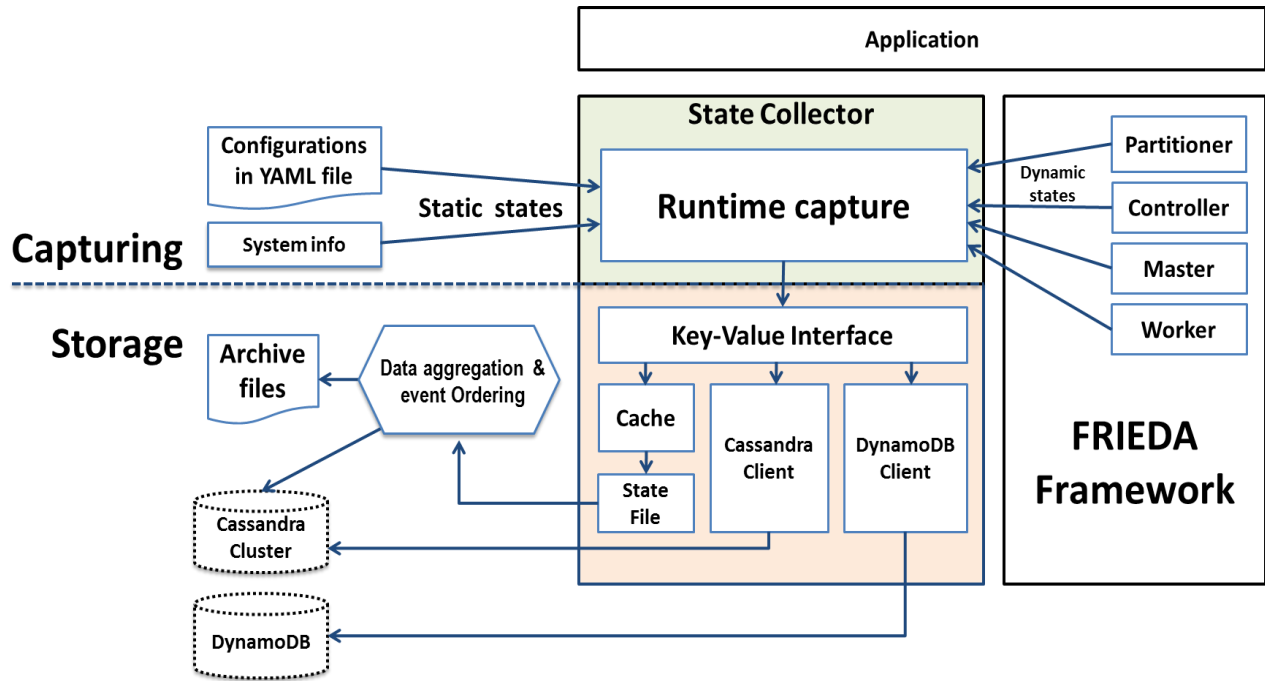 Application
State Collector
Configurations
in YAML file
Partitioner
Dynamic
states
Runtime capture
Static states
Controller
System info
Capturing
Master
Worker
Storage
Key-Value Interface
Archive
files
Data aggregation &
event Ordering
Cache
Cassandra
Client
DynamoDB
Client
FRIEDA
Framework
State
File
Cassandra
Cluster
DynamoDB